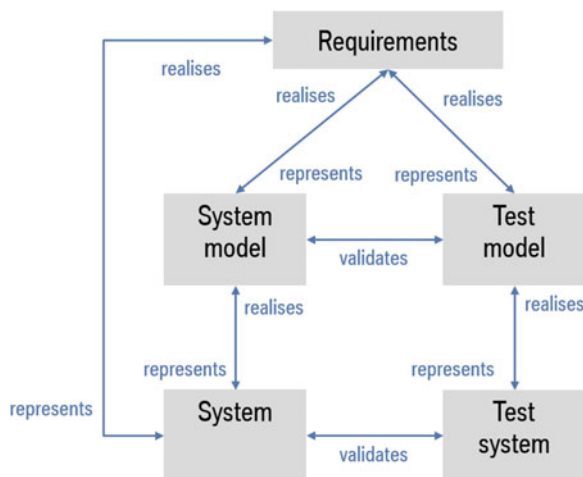 Requirements
realises
realises
realises
represents
represents
System
model
Test
model
validates
realises
realises
represents
represents
represents
System
Test
system
validates